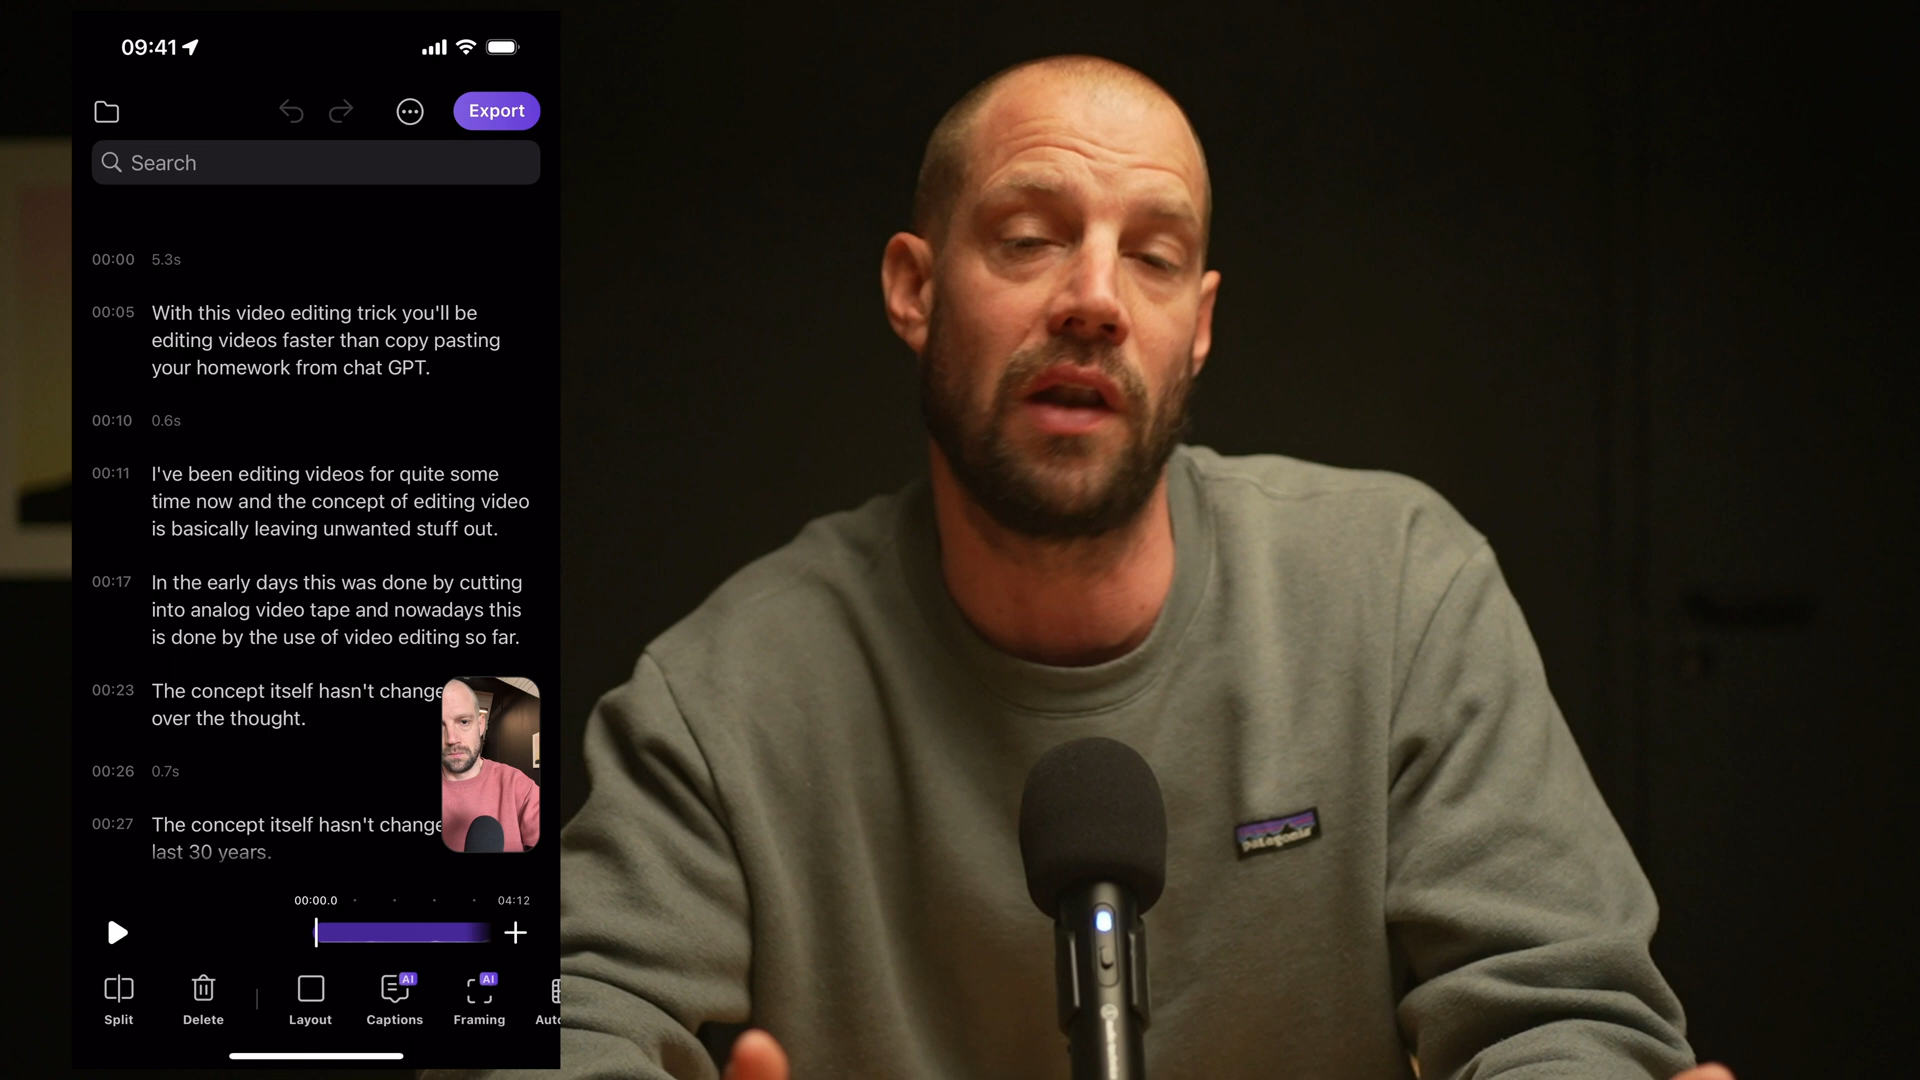 09:41
Export
Search
00:00 5.3s
00:05 With this video editing trick you'll be
editing videos faster than copy pasting
your homework from chat GPT.
00:10 0.6s
00:11 I've been editing videos for quite some
time now and the concept of editing video
is basically leaving unwanted stuff out.
00:17 In the early days this was done by cutting
into analog video tape and nowadays this
is done by the use of video editing so far.
00:23 The concept itself hasn't change
over the thought.
00:26 0.7s
00:27 The concept itself hasn't change
last 30 years.
00:00.0 04:12
AI AI
Split Delete Layout Captions Framing
patagonia